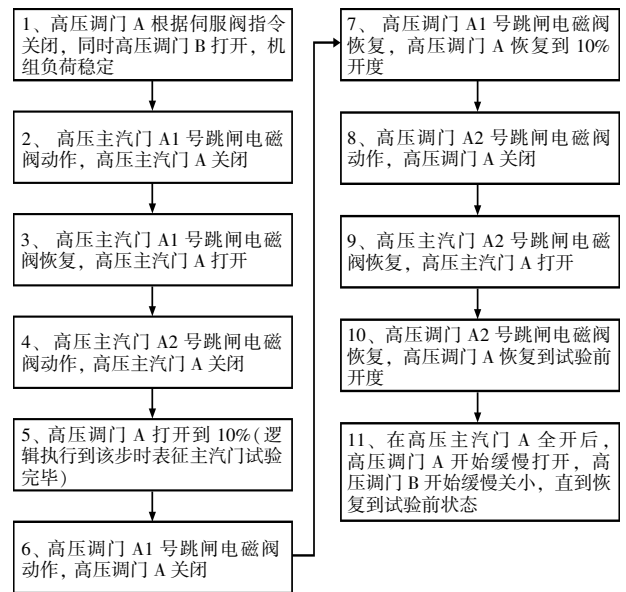 1、高压调门 A 根据伺服阀指令
关闭，同时高压调门 B 打开，机
组负荷稳定
2、 高压主汽门 A1 号跳闸电磁
阀动作，高压主汽门 A 关闭
3、 高压主汽门 A1 号跳闸电磁
阀恢复，高压主汽门 A 打开
4、 高压主汽门 A2 号跳闸电磁
阀动作，高压主汽门 A 关闭
5、高压调门 A 打开到 10%（逻
辑执行到该步时表征主汽门试验
完毕）
6、高压调门 A1 号跳闸电磁阀
动作，高压调门 A 关闭
7、高压调门 A1 号跳闸电磁阀
恢复，高压调门 A 恢复到 10%
开度
8、高压调门 A2 号跳闸电磁阀
动作，高压调门 A 关闭
9、高压主汽门 A2 号跳闸电磁
阀恢复，高压主汽门 A 打开
10、高压调门 A2 号跳闸电磁阀
恢复，高压调门 A 恢复到试验前
开度
11、在高压主汽门 A 全开后，
高压调门 A 开始缓慢打开，高
压调门 B 开始缓慢关小，直到恢
复到试验前状态